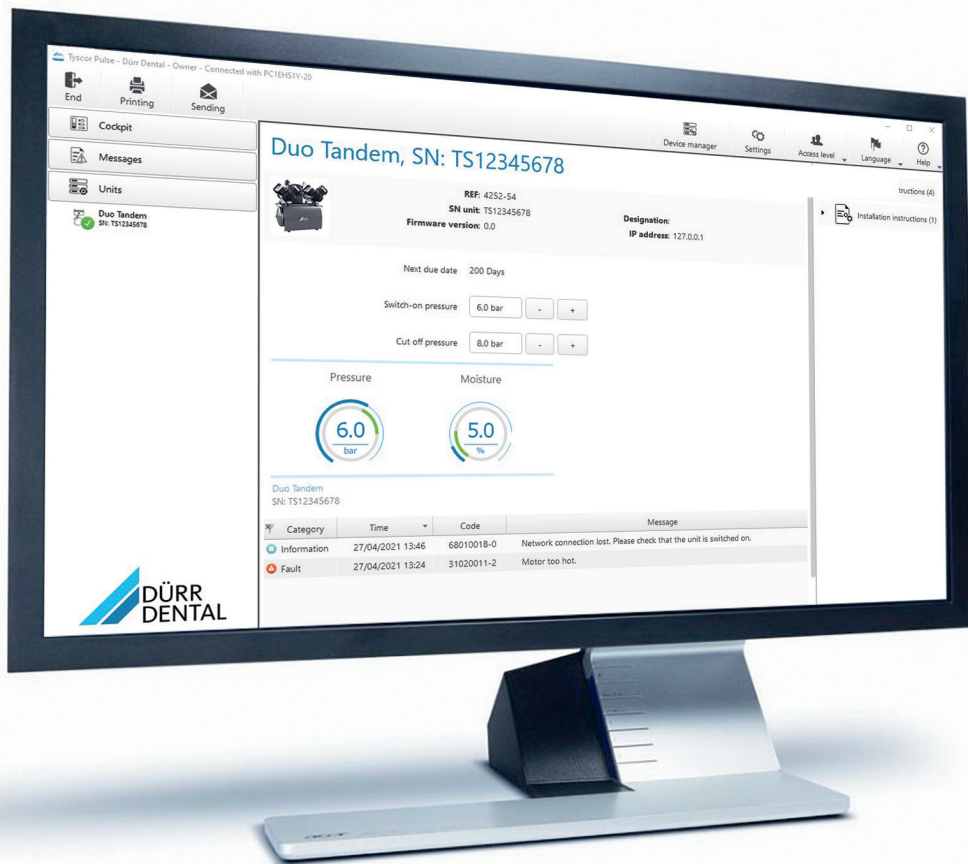 Tyscor Pulse - Dürr Dental - Owner - Connected with PC1EHS1Y-20
End
Printing
Sending
Device manager
Settings
Access level
Language
Help
Cockpit
Messages
Units
Duo Tandem
SN: TS12345678
DÜRR
DENTAL
Duo Tandem, SN: TS12345678
REF: 4252-54
SN unit: TS12345678
Firmware version: 0.0
Designation:
IP address: 127.0.0.1
Next due date 200 Days
Switch-on pressure 6.0 bar - +
Cut off pressure 8.0 bar - +
Pressure
Moisture
6.0
bar
5.0
%
Duo Tandem
SN: TS12345678
Category Time Code Message
Information 27/04/2021 13:46 6801001B-0 Network connection lost. Please check that the unit is switched on.
Fault 27/04/2021 13:24 31020011-2 Motor too hot.
tructions (4)
Installation instructions (1)
acer